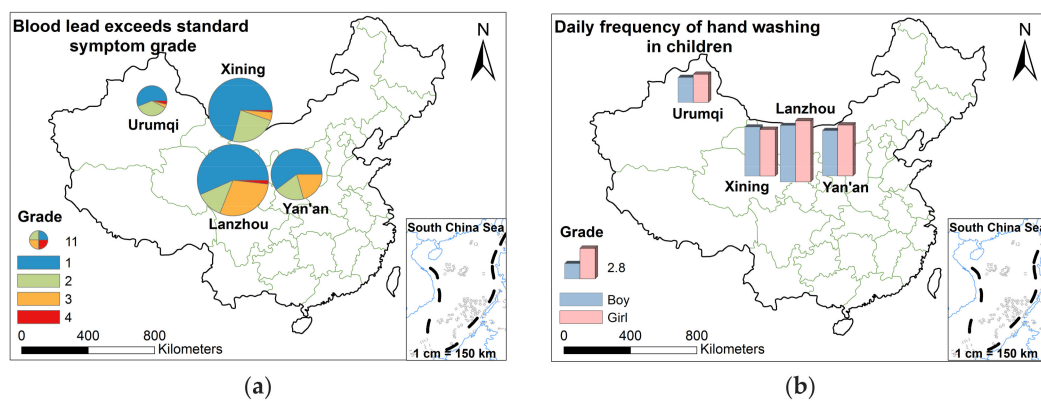 Blood lead exceeds standard
symptom grade
N
Xining
Urumqi
Lanzhou
Yan'an
Grade
11
1
2
3
4
0 400 800
Kilometers
South China Sea
1 cm = 150 km
(a)
Daily frequency of hand washing
in children
N
Urumqi
Lanzhou
Xining
Yan'an
Grade
2.8
Boy
Girl
0 400 800
Kilometers
South China Sea
1 cm = 150 km
(b)